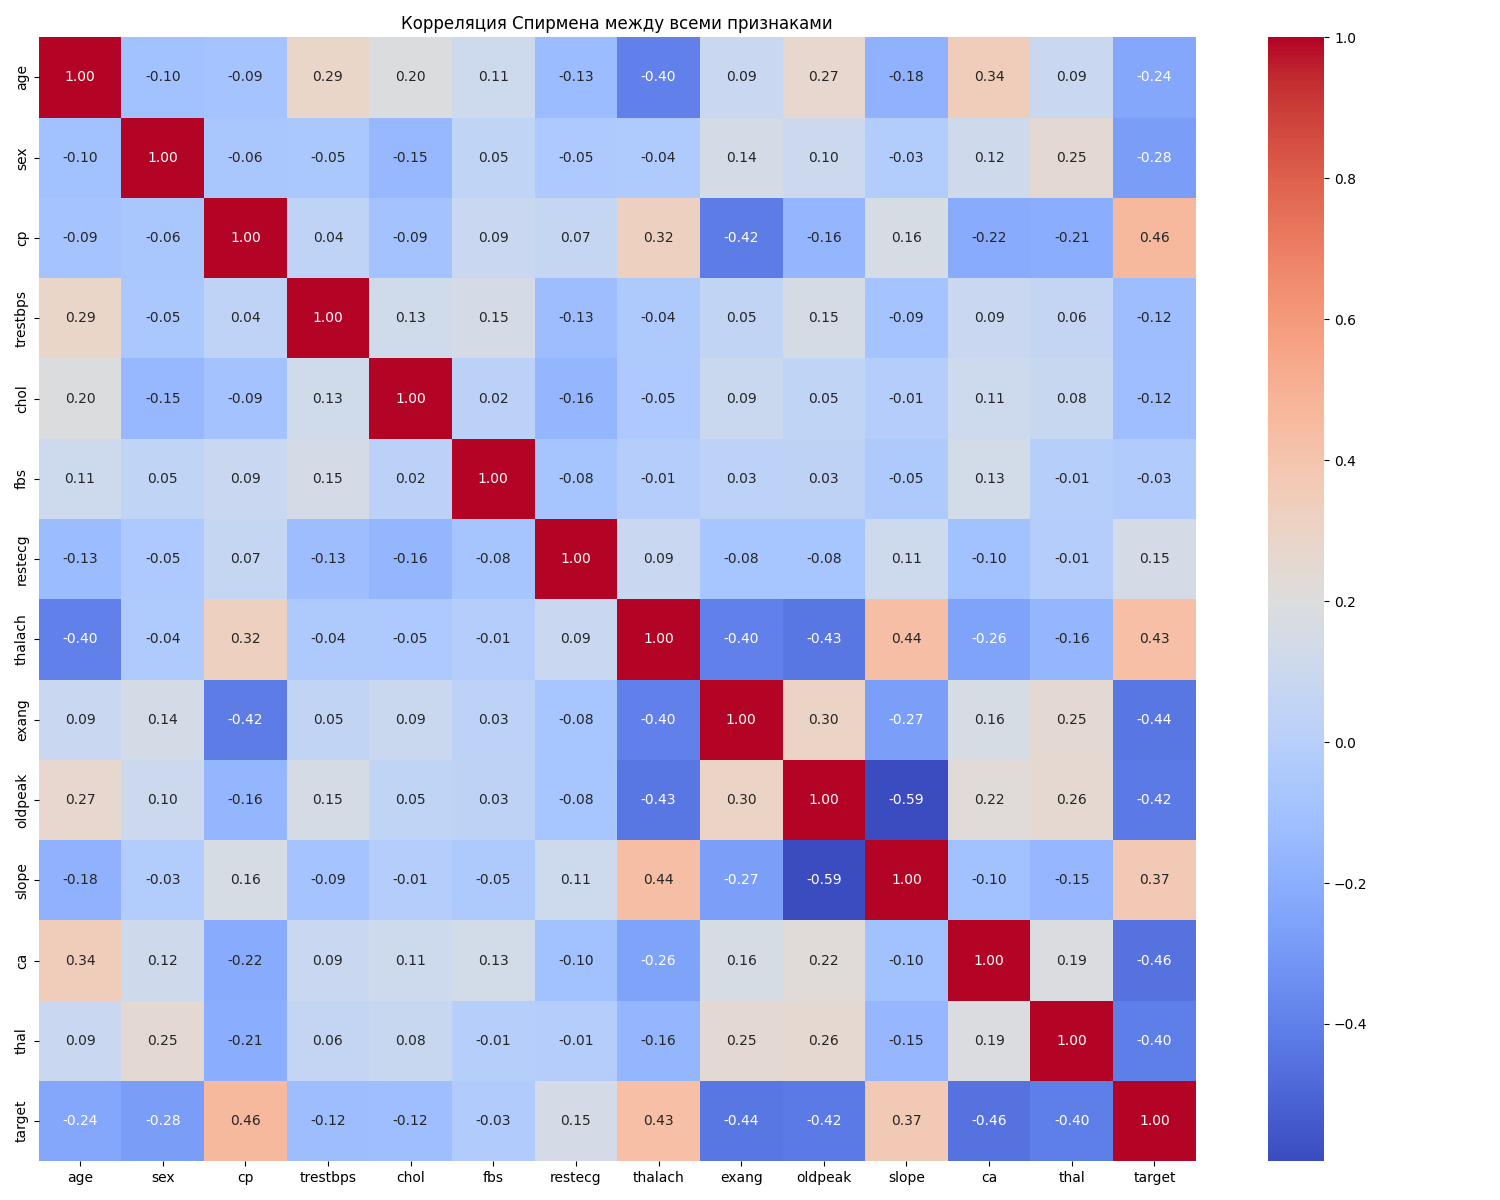 Корреляция Спирмена между всеми признаками
age 1.00 -0.10 -0.09 0.29 0.20 0.11 -0.13 -0.40 0.09 0.27 -0.18 0.34 0.09 -0.24
sex -0.10 1.00 -0.06 -0.05 -0.15 0.05 -0.05 -0.04 0.14 0.10 -0.03 0.12 0.25 -0.28
cp -0.09 -0.06 1.00 0.04 -0.09 0.09 0.07 0.32 -0.42 -0.16 0.16 -0.22 -0.21 0.46
trestbps 0.29 -0.05 0.04 1.00 0.13 0.15 -0.13 -0.04 0.05 0.15 -0.09 0.09 0.06 -0.12
chol 0.20 -0.15 -0.09 0.13 1.00 0.02 -0.16 -0.05 0.09 0.05 -0.01 0.11 0.08 -0.12
fbs 0.11 0.05 0.09 0.15 0.02 1.00 -0.08 -0.01 0.03 0.03 -0.05 0.13 -0.01 -0.03
restecg -0.13 -0.05 0.07 -0.13 -0.16 -0.08 1.00 0.09 -0.08 -0.08 0.11 -0.10 -0.01 0.15
thalach -0.40 -0.04 0.32 -0.04 -0.05 -0.01 0.09 1.00 -0.40 -0.43 0.44 -0.26 -0.16 0.43
exang 0.09 0.14 -0.42 0.05 0.09 0.03 -0.08 -0.40 1.00 0.30 -0.27 0.16 0.25 -0.44
oldpeak 0.27 0.10 -0.16 0.15 0.05 0.03 -0.08 -0.43 0.30 1.00 -0.59 0.22 0.26 -0.42
slope -0.18 -0.03 0.16 -0.09 -0.01 -0.05 0.11 0.44 -0.27 -0.59 1.00 -0.10 -0.15 0.37
ca 0.34 0.12 -0.22 0.09 0.11 0.13 -0.10 -0.26 0.16 0.22 -0.10 1.00 0.19 -0.46
thal 0.09 0.25 -0.21 0.06 0.08 -0.01 -0.01 -0.16 0.25 0.26 -0.15 0.19 1.00 -0.40
target -0.24 -0.28 0.46 -0.12 -0.12 -0.03 0.15 0.43 -0.44 -0.42 0.37 -0.46 -0.40 1.00
age sex cp trestbps chol fbs restecg thalach exang oldpeak slope ca thal target
1.0
0.8
0.6
0.4
0.2
0.0
−0.2
−0.4